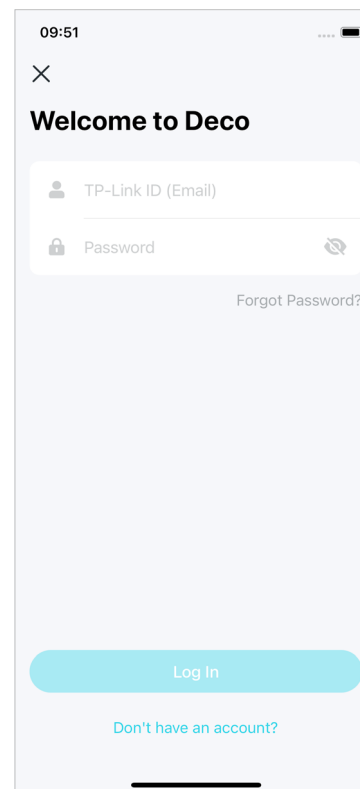 09:51
Welcome to Deco
TP-Link ID (Email)
Password
Forgot Password?
Log In
Don't have an account?